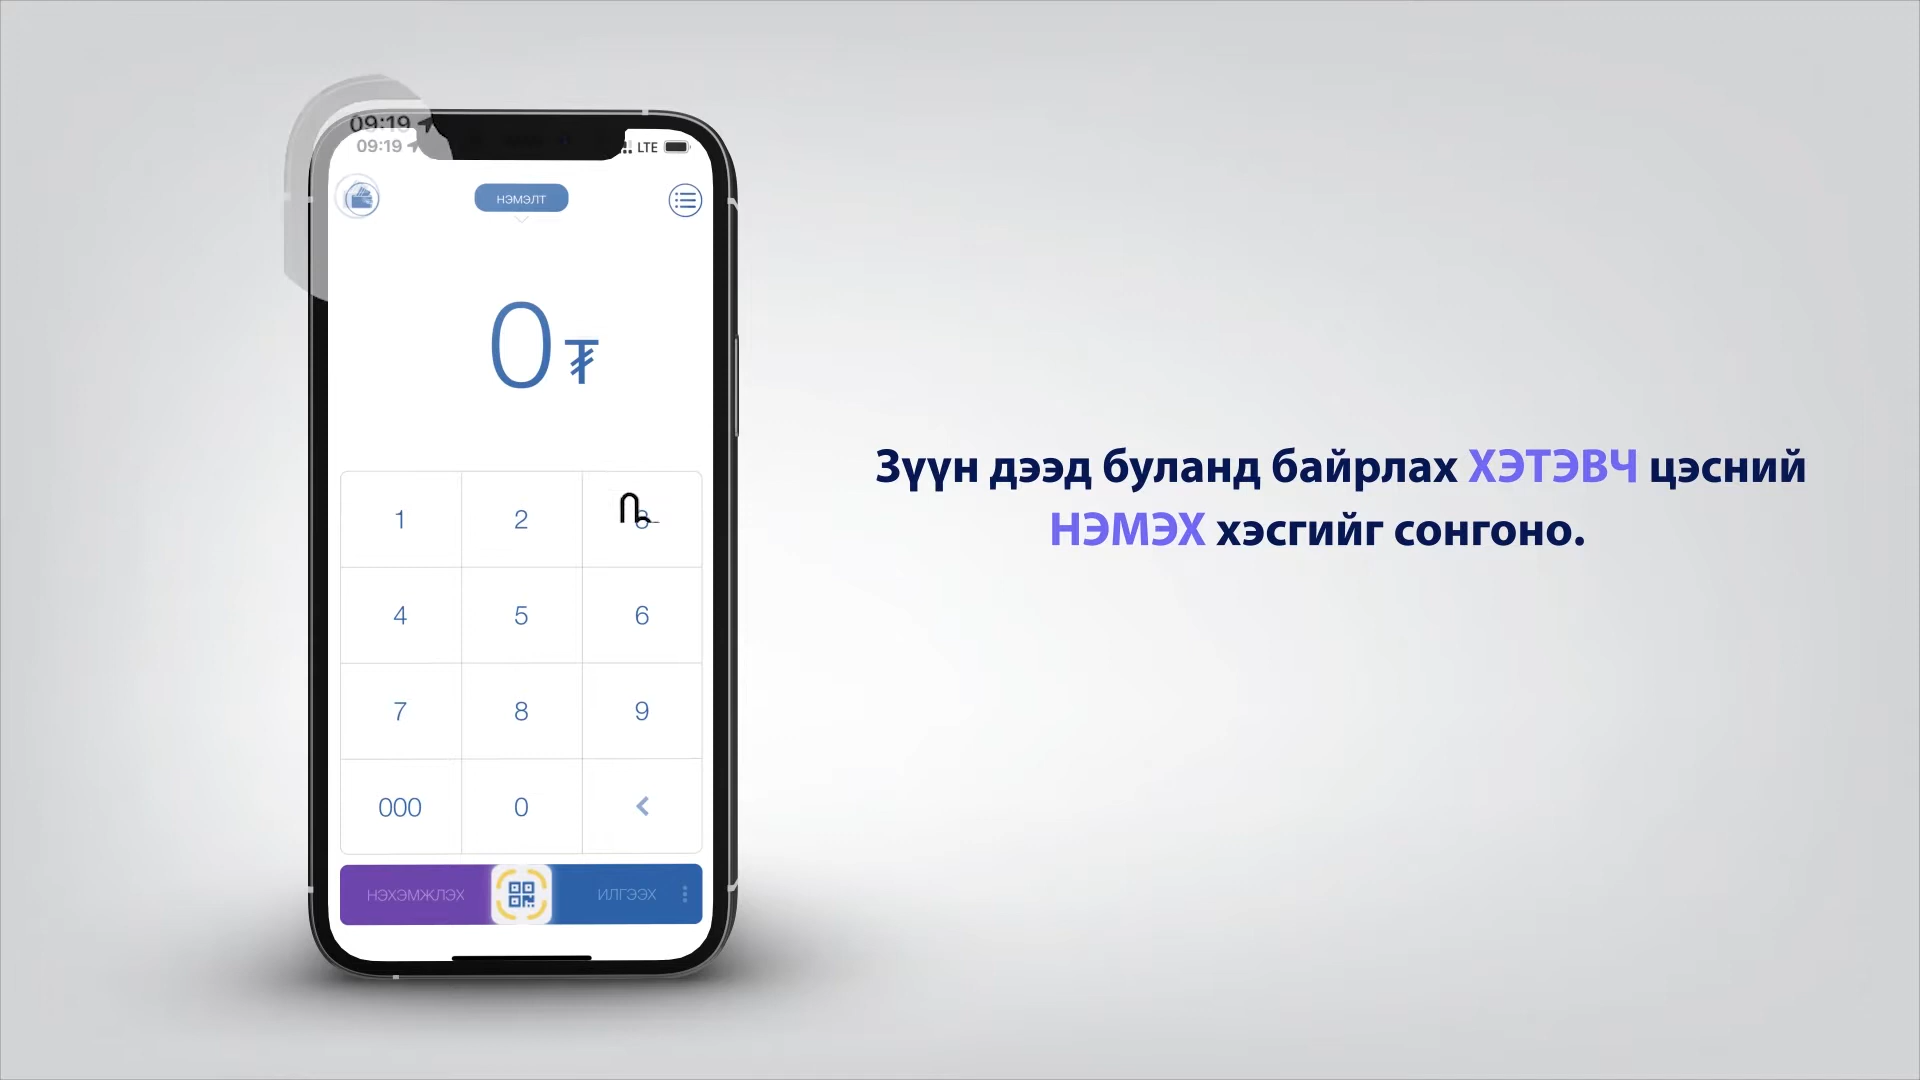 09:19
09:19
LTE
НЭМЭЛТ
0₮
1 2
4 5 6
7 8 9
000 0 <
НЭХЭМЖЛЭХ ИЛГЭЭХ
Зүүн дээд буланд байрлах ХЭТЭВЧ цэсний
НЭМЭХ хэсгийг сонгоно.